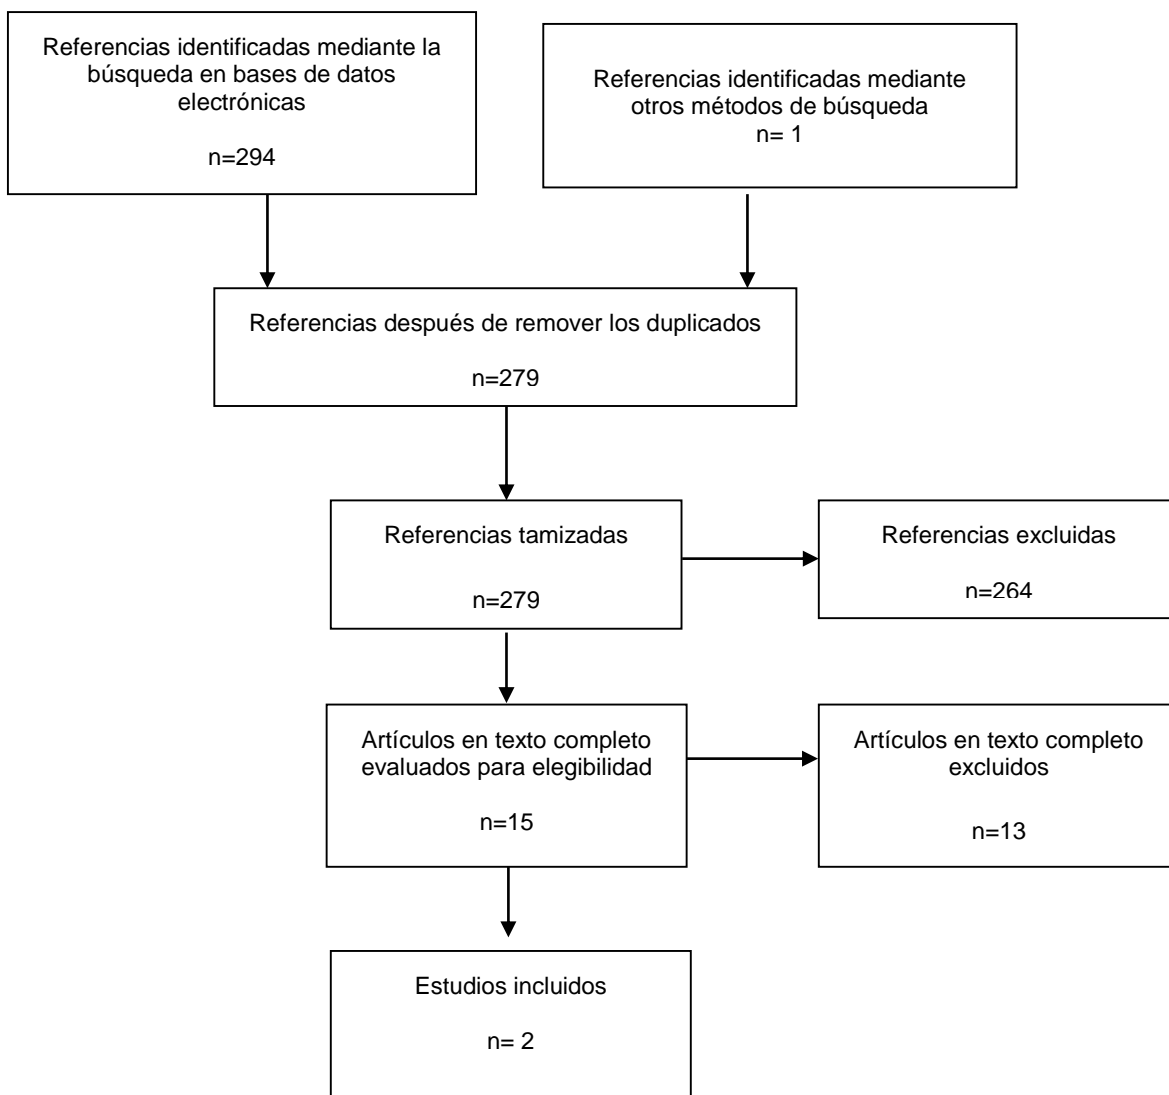 Referencias identificadas mediante la
búsqueda en bases de datos
electrónicas
n=294
Referencias identificadas mediante
otros métodos de búsqueda
n= 1
Referencias después de remover los duplicados
n=279
Referencias tamizadas
n=279
Referencias excluidas
n=264
Artículos en texto completo
evaluados para elegibilidad
n=15
Artículos en texto completo
excluidos
n=13
Estudios incluidos
n= 2